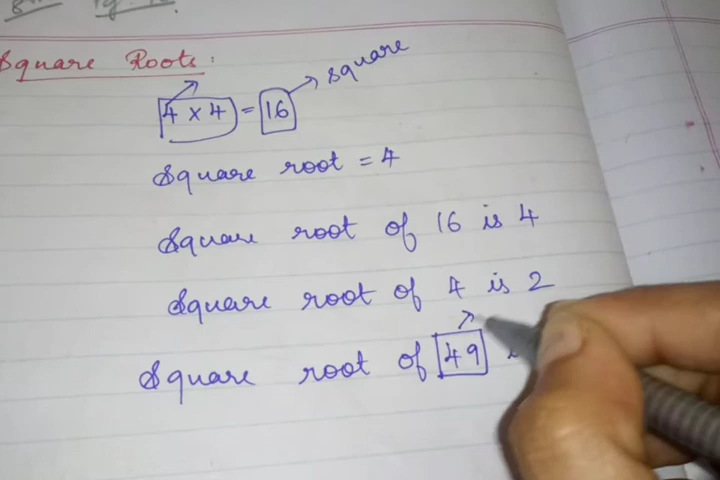 Square Roots:
4 × 4 = 16 → square
Square root = 4
Square root of 16 is 4
Square root of 4 is 2
Square root of 49